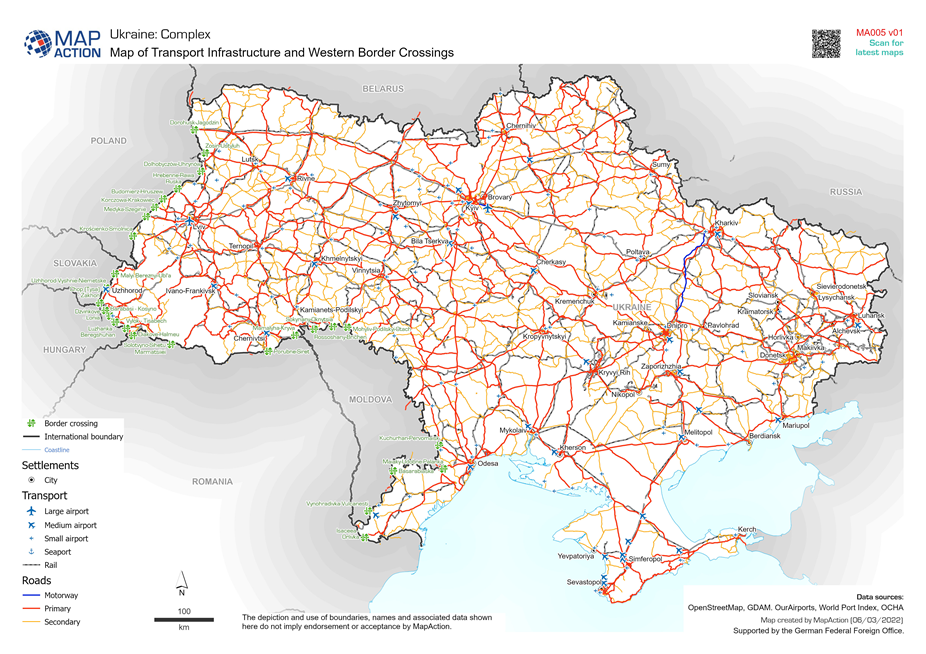 MAP
ACTION
Ukraine: Complex
Map of Transport Infrastructure and Western Border Crossings
MA005 v01
Scan for
latest maps
BELARUS
POLAND
RUSSIA
SLOVAKIA
HUNGARY
MOLDOVA
ROMANIA
UKRAINE
Dorohusk-Jagodzin
Chernihiv
Lutsk
Rivne
Sumy
Brovary
Kyiv
Zhytomyr
Lviv
Kharkiv
Ternopil
Bila Tserkva
Khmelnytskyi
Vinnytsia
Cherkasy
Poltava
Uzhhorod
Ivano-Frankivsk
Kamianets-Podilskyi
Chernivtsi
Kremenchuk
Sloviansk
Sievierodonetsk
Lysychansk
Kramatorsk
Luhansk
Alchevsk
Kamianske
Dnipro
Pavlohrad
Horlivka
Makiivka
Donetsk
Kropyvnytskyi
Zaporizhzhia
Kryvyi Rih
Nikopol
Mykolaiv
Kherson
Melitopol
Berdiansk
Mariupol
Odesa
Kerch
Yevpatoriya
Simferopol
Sevastopol
Border crossing
International boundary
Coastline
Settlements
City
Transport
Large airport
Medium airport
Small airport
Seaport
Rail
Roads
Motorway
Primary
Secondary
N
100
km
The depiction and use of boundaries, names and associated data shown
here do not imply endorsement or acceptance by MapAction.
Data sources:
OpenStreetMap, GDAM. OurAirports, World Port Index, OCHA
Map created by MapAction (06/03/2022)
Supported by the German Federal Foreign Office.